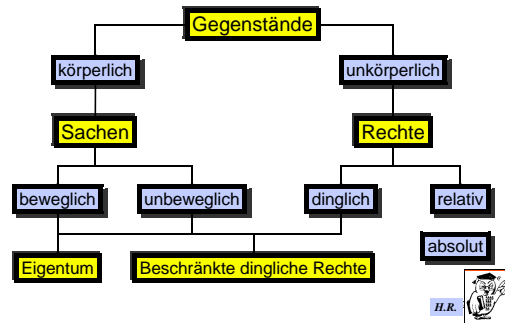 Gegenstände
körperlich
unkörperlich
Sachen
Rechte
beweglich
unbeweglich
dinglich
relativ
absolut
Eigentum
Beschränkte dingliche Rechte
H.R.